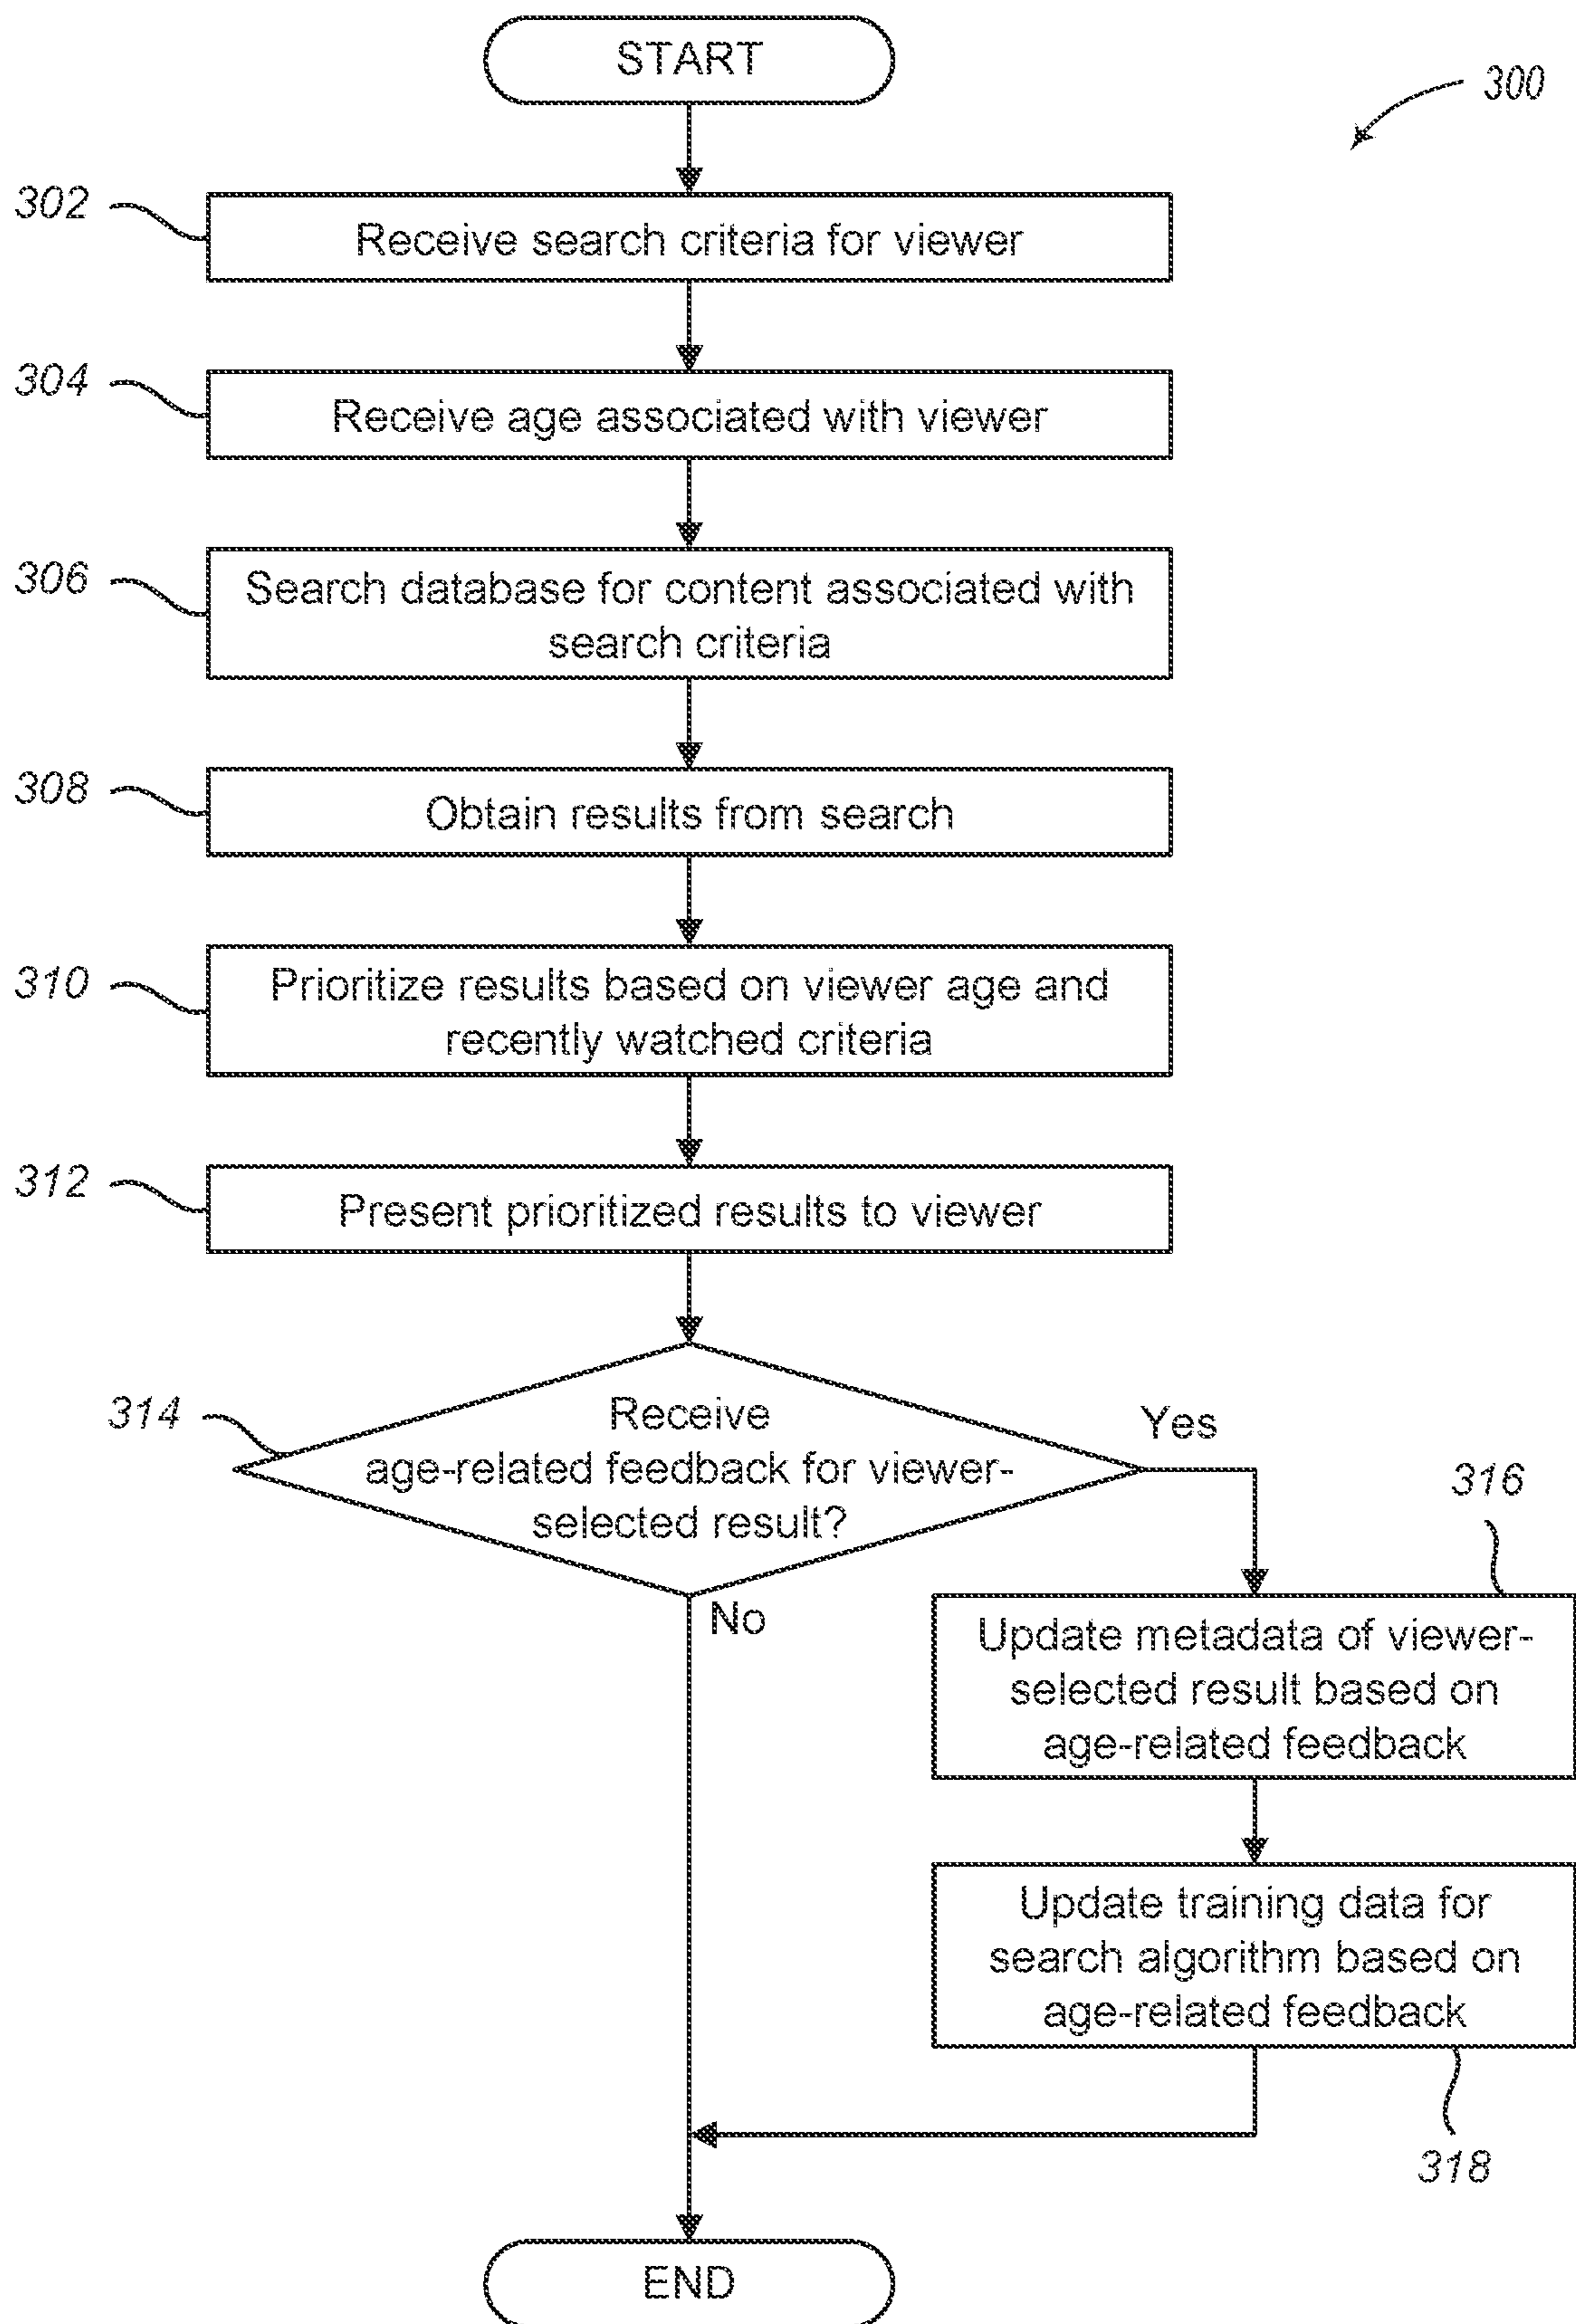 START
300
302
Receive search criteria for viewer
304
Receive age associated with viewer
306
Search database for content associated with
search criteria
308
Obtain results from search
310
Prioritize results based on viewer age and
recently watched criteria
312
Present prioritized results to viewer
314
Receive
age-related feedback for viewer-
selected result?
Yes
No
316
Update metadata of viewer-
selected result based on
age-related feedback
Update training data for
search algorithm based on
age-related feedback
318
END